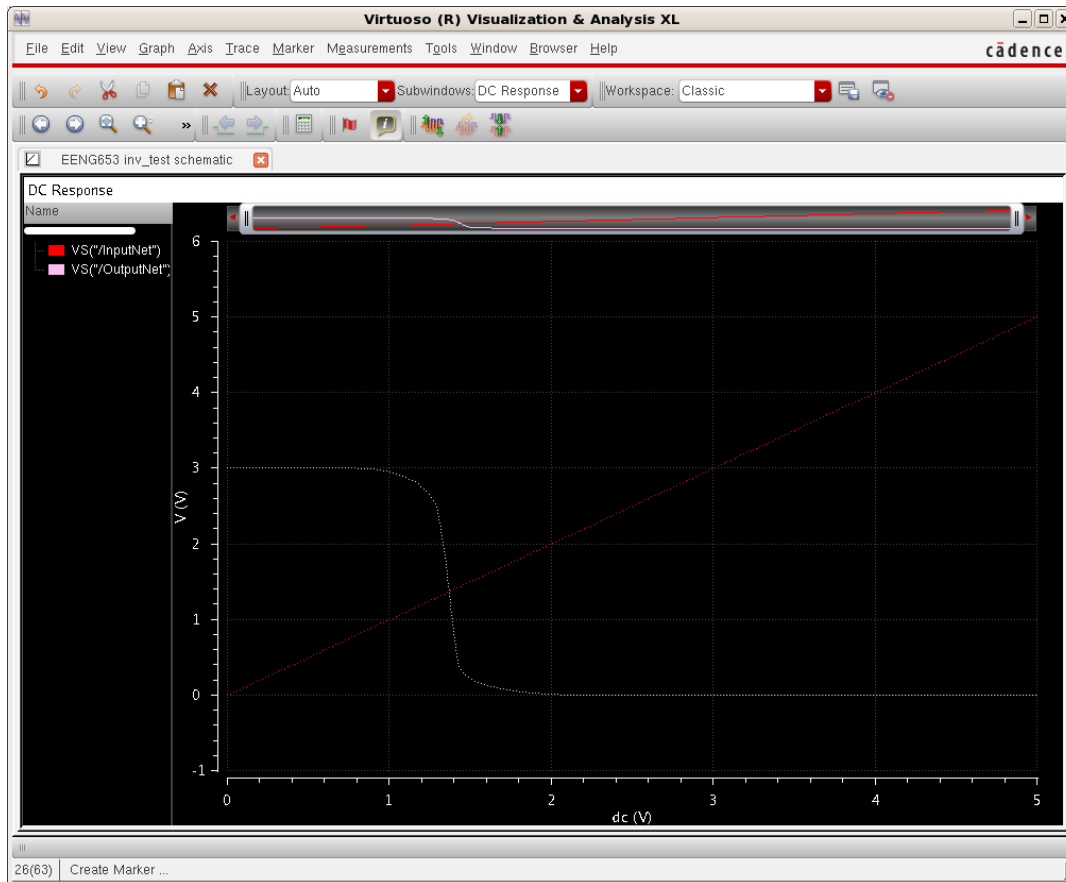 Virtuoso (R) Visualization & Analysis XL
File Edit View Graph Axis Trace Marker Measurements Tools Window Browser Help
cādence
Layout: Auto Subwindows: DC Response Workspace: Classic
»
EENG653 inv_test schematic
DC Response
Name
VS("/InputNet")
VS("/OutputNet")
6
5
4
3
2
1
0
-1
V (V)
0 1 2 3 4 5
dc (V)
26(63) Create Marker ...